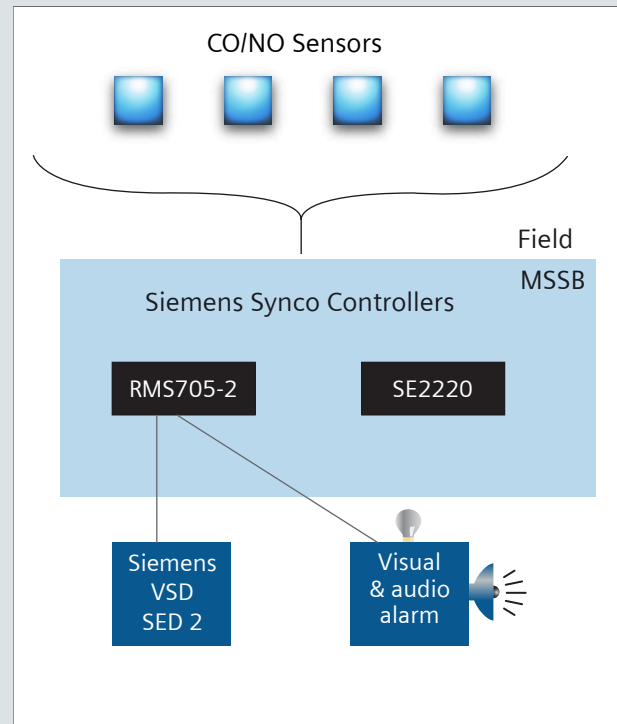 CO/NO Sensors
Field
MSSB
Siemens Synco Controllers
RMS705-2
SE2220
Siemens
VSD
SED 2
Visual
& audio
alarm